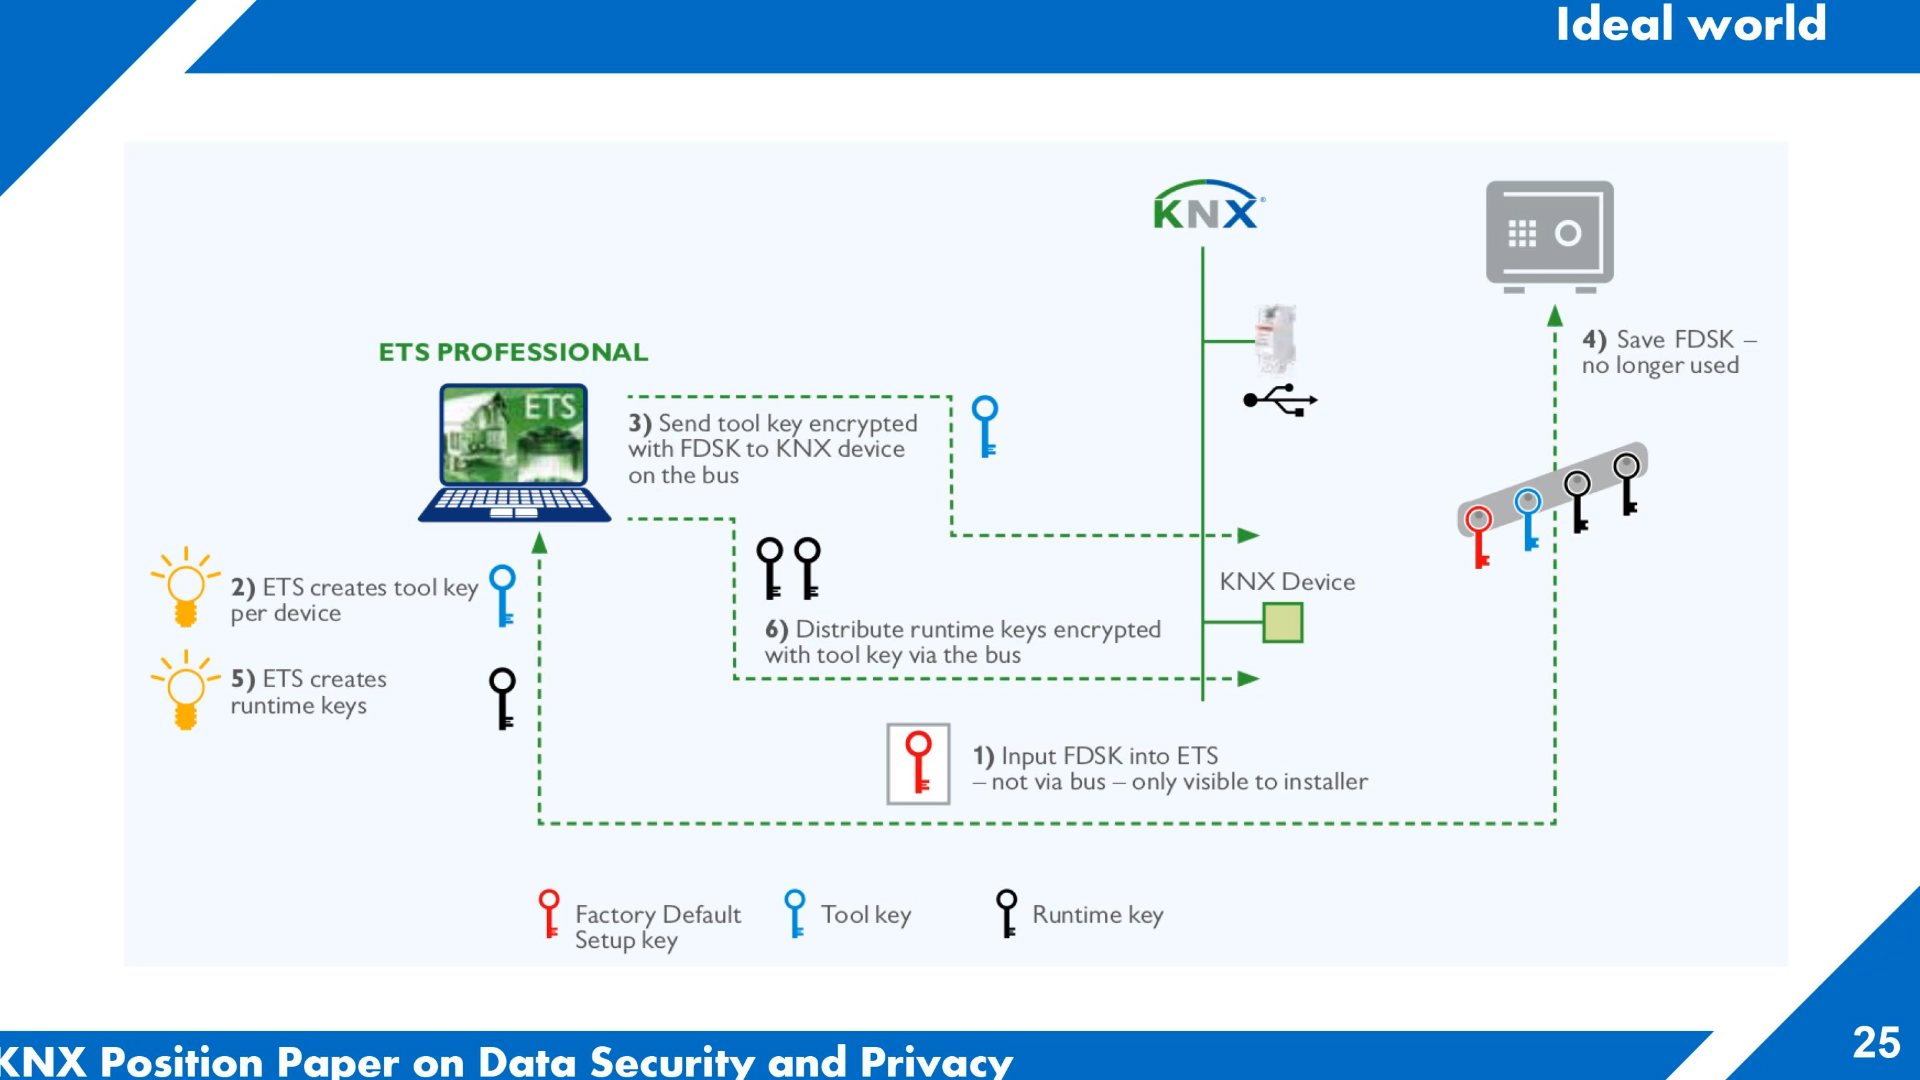 Ideal world
KNX®
4) Save FDSK –
no longer used
ETS PROFESSIONAL
ETS
3) Send tool key encrypted
with FDSK to KNX device
on the bus
2) ETS creates tool key
per device
KNX Device
6) Distribute runtime keys encrypted
with tool key via the bus
5) ETS creates
runtime keys
1) Input FDSK into ETS
– not via bus – only visible to installer
Factory Default
Setup key
Tool key
Runtime key
KNX Position Paper on Data Security and Privacy
25